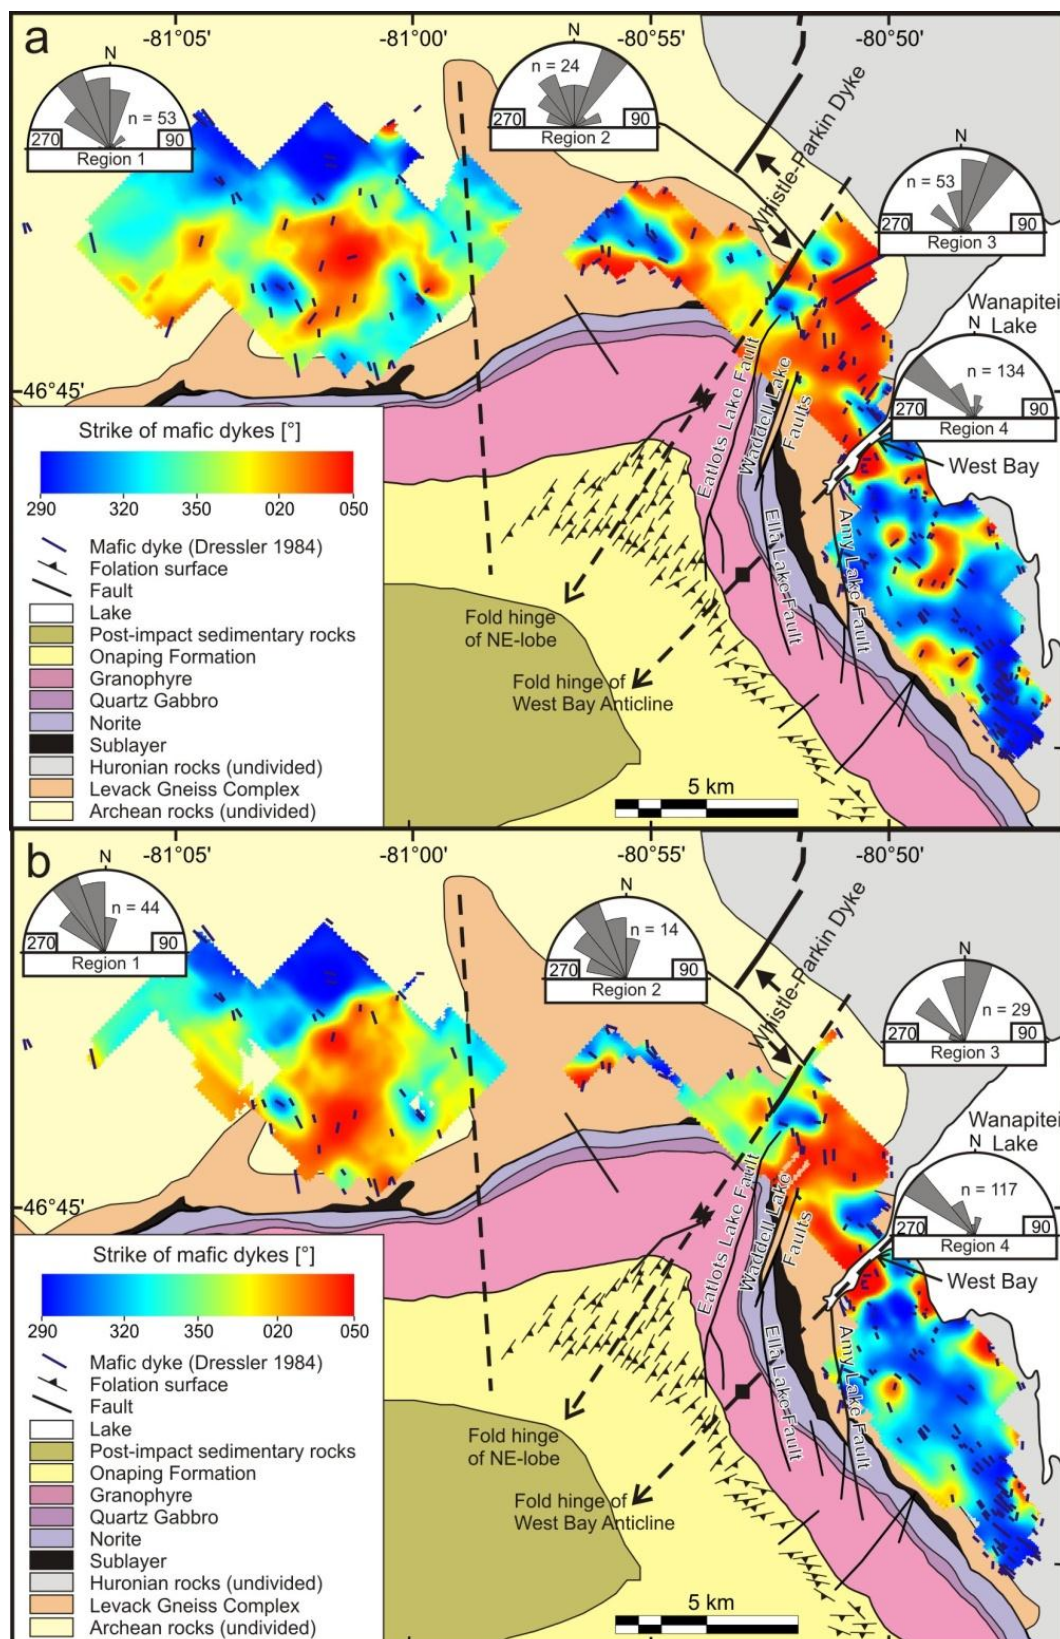 a
-81°05'
-81°00'
-80°55'
-80°50'
N
n = 53
270
90
Region 1
N
n = 24
270
90
Region 2
Whistle-Parkin Dyke
N
n = 53
270
90
Region 3
Wanapitei
Lake
N
n = 134
270
90
Region 4
West Bay
46°45'
Eatlots Lake Fault
Waddell Lake
Faults
Ella Lake Fault
Amy Lake Fault
Fold hinge
of NE-lobe
Fold hinge of
West Bay Anticline
5 km
Strike of mafic dykes [°]
290
320
350
020
050
Mafic dyke (Dressler 1984)
Folation surface
Fault
Lake
Post-impact sedimentary rocks
Onaping Formation
Granophyre
Quartz Gabbro
Norite
Sublayer
Huronian rocks (undivided)
Levack Gneiss Complex
Archean rocks (undivided)
b
-81°05'
-81°00'
-80°55'
-80°50'
N
n = 44
270
90
Region 1
N
n = 14
270
90
Region 2
Whistle-Parkin Dyke
N
n = 29
270
90
Region 3
Wanapitei
Lake
N
n = 117
270
90
Region 4
West Bay
46°45'
Eatlots Lake Fault
Waddell Lake
Faults
Ella Lake Fault
Amy Lake Fault
Fold hinge
of NE-lobe
Fold hinge of
West Bay Anticline
5 km
Strike of mafic dykes [°]
290
320
350
020
050
Mafic dyke (Dressler 1984)
Folation surface
Fault
Lake
Post-impact sedimentary rocks
Onaping Formation
Granophyre
Quartz Gabbro
Norite
Sublayer
Huronian rocks (undivided)
Levack Gneiss Complex
Archean rocks (undivided)